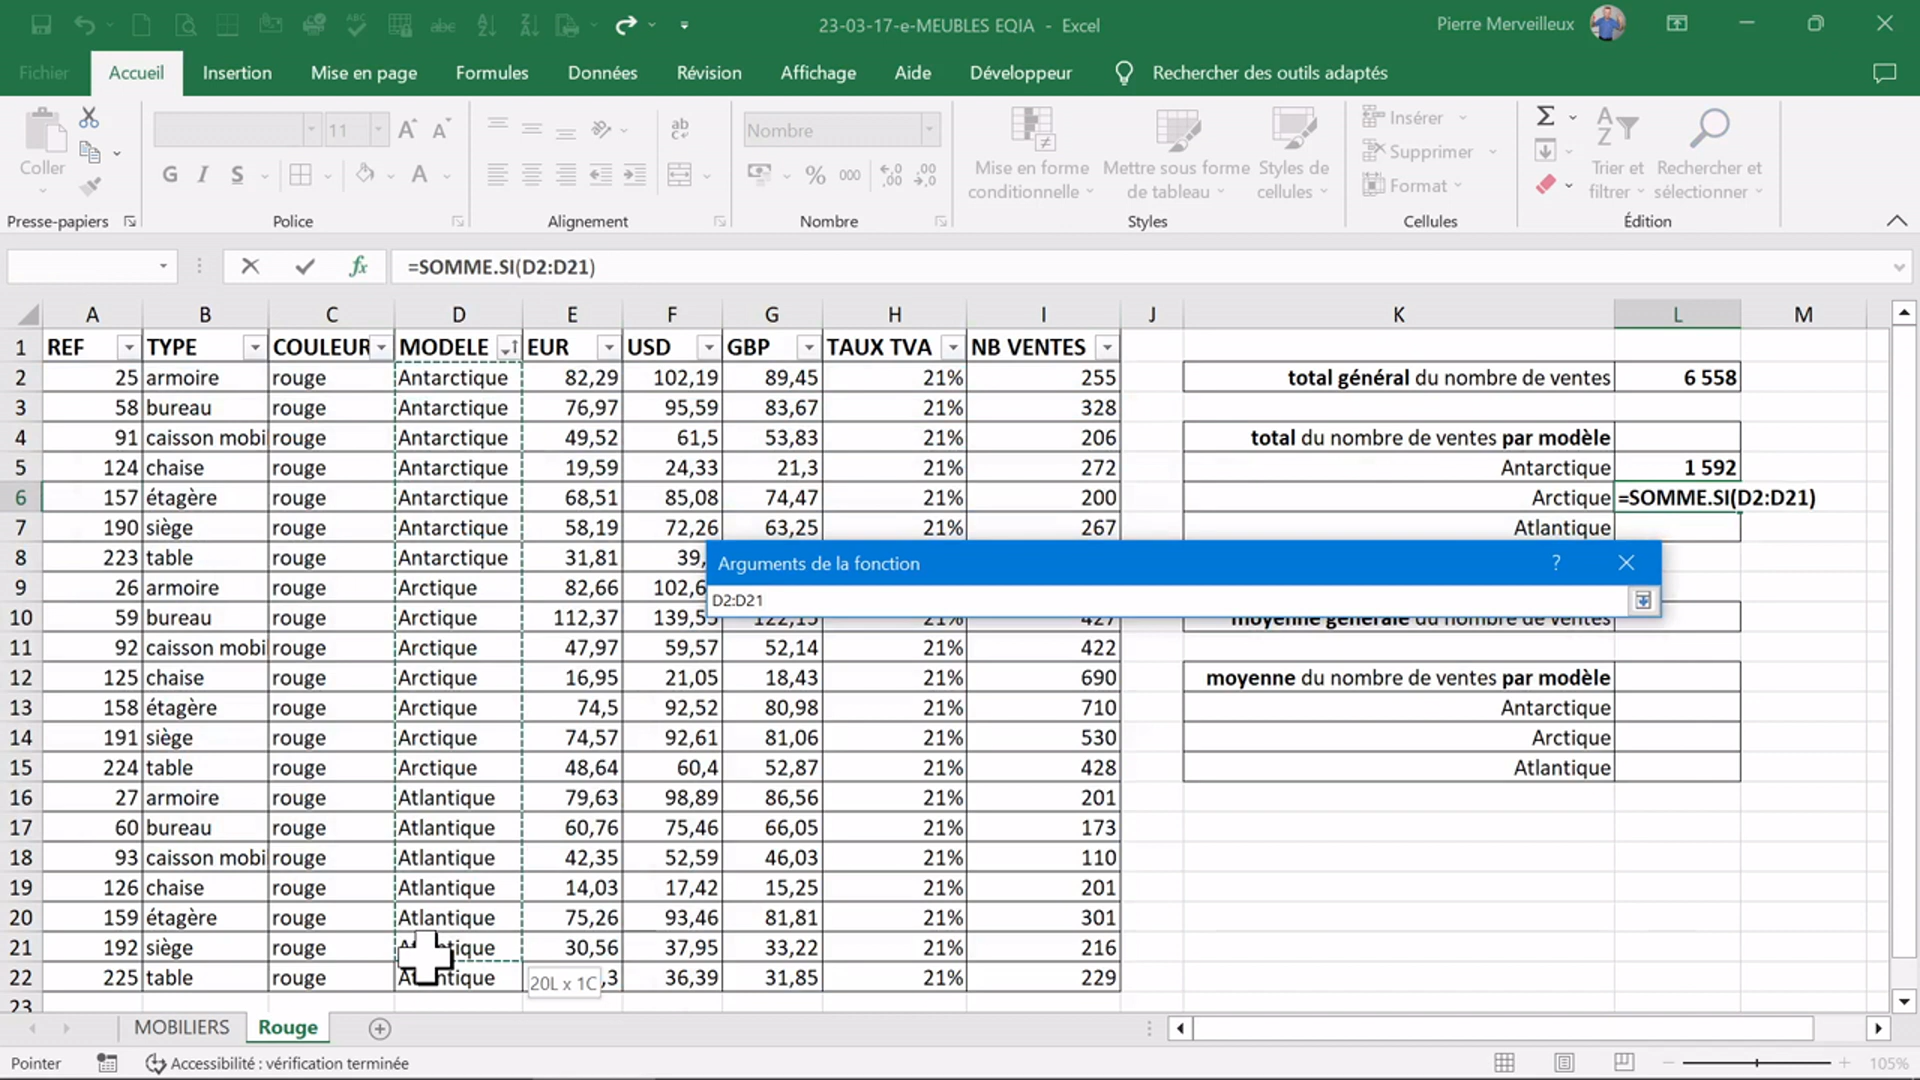 23-03-17-e-MEUBLES EQIA - Excel
Pierre Merveilleux
Fichier Accueil Insertion Mise en page Formules Données Révision Affichage Aide Développeur Rechercher des outils adaptés
Coller
Presse-papiers
11
G I S
Police
ab
Alignement
Nombre
% 000
Nombre
Mise en forme
conditionnelle
Mettre sous forme
de tableau
Styles de
cellules
Styles
Insérer
Supprimer
Format
Cellules
Trier et
filtrer
Rechercher et
sélectionner
Édition
fx =SOMME.SI(D2:D21)
A B C D E F G H I J K L M
1 REF TYPE COULEUR MODELE EUR USD GBP TAUX TVA NB VENTES
2 25 armoire rouge Antarctique 82,29 102,19 89,45 21% 255 total général du nombre de ventes 6 558
3 58 bureau rouge Antarctique 76,97 95,59 83,67 21% 328
4 91 caisson mobi rouge Antarctique 49,52 61,5 53,83 21% 206 total du nombre de ventes par modèle
5 124 chaise rouge Antarctique 19,59 24,33 21,3 21% 272 Antarctique 1 592
6 157 étagère rouge Antarctique 68,51 85,08 74,47 21% 200 Arctique =SOMME.SI(D2:D21)
7 190 siège rouge Antarctique 58,19 72,26 63,25 21% 267 Atlantique
8 223 table rouge Antarctique 31,81 39,
Arguments de la fonction ?
9 26 armoire rouge Arctique 82,66 102,6
D2:D21
10 59 bureau rouge Arctique 112,37 139,5 122,15 21% 427 moyenne générale du nombre de ventes
11 92 caisson mobi rouge Arctique 47,97 59,57 52,14 21% 422
12 125 chaise rouge Arctique 16,95 21,05 18,43 21% 690 moyenne du nombre de ventes par modèle
13 158 étagère rouge Arctique 74,5 92,52 80,98 21% 710 Antarctique
14 191 siège rouge Arctique 74,57 92,61 81,06 21% 530 Arctique
15 224 table rouge Arctique 48,64 60,4 52,87 21% 428 Atlantique
16 27 armoire rouge Atlantique 79,63 98,89 86,56 21% 201
17 60 bureau rouge Atlantique 60,76 75,46 66,05 21% 173
18 93 caisson mobi rouge Atlantique 42,35 52,59 46,03 21% 110
19 126 chaise rouge Atlantique 14,03 17,42 15,25 21% 201
20 159 étagère rouge Atlantique 75,26 93,46 81,81 21% 301
21 192 siège rouge Atlantique 30,56 37,95 33,22 21% 216
22 225 table rouge Atlantique ,3 36,39 31,85 21% 229
20L x 1C
23
MOBILIERS Rouge
Pointer Accessibilité : vérification terminée 105%